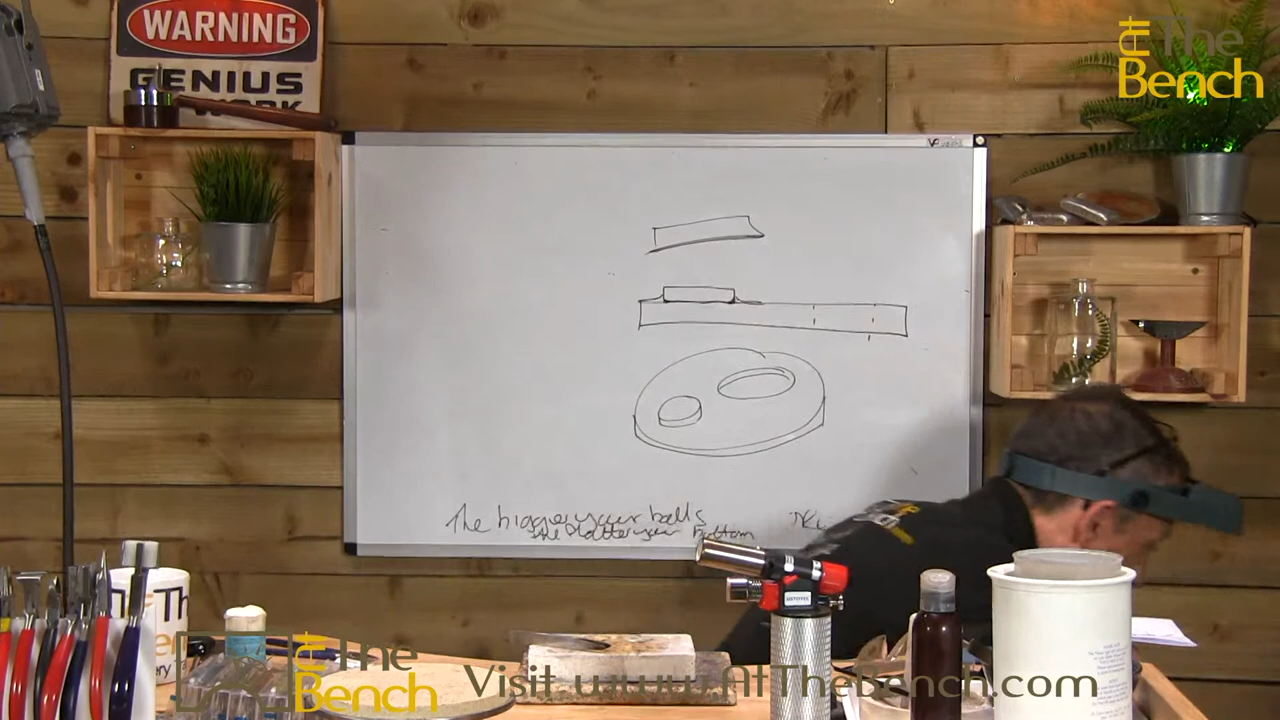 WARNING
GENIUS
WORK
At The
Bench
The bigger your balls
the flatter your bottom
At The
Bench
Visit www.AtTheBench.com